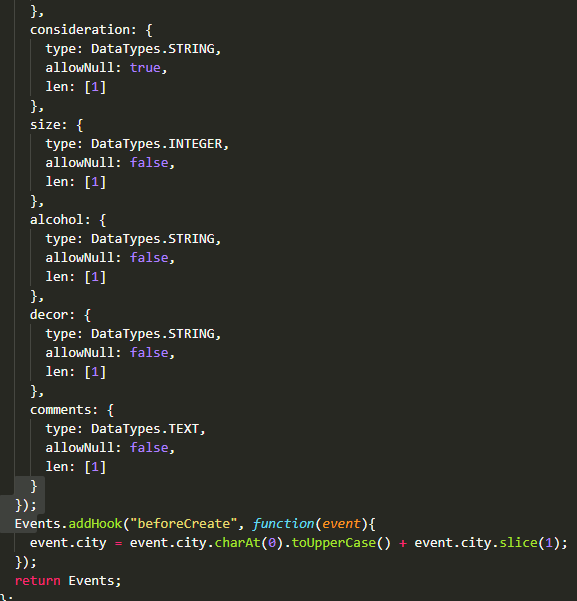 },
consideration: {
type: DataTypes.STRING,
allowNull: true,
len: [1]
},
size: {
type: DataTypes.INTEGER,
allowNull: false,
len: [1]
},
alcohol: {
type: DataTypes.STRING,
allowNull: false,
len: [1]
},
decor: {
type: DataTypes.STRING,
allowNull: false,
len: [1]
},
comments: {
type: DataTypes.TEXT,
allowNull: false,
len: [1]
}
});
Events.addHook("beforeCreate", function(event){
event.city = event.city.charAt(0).toUpperCase() + event.city.slice(1);
});
return Events;
};